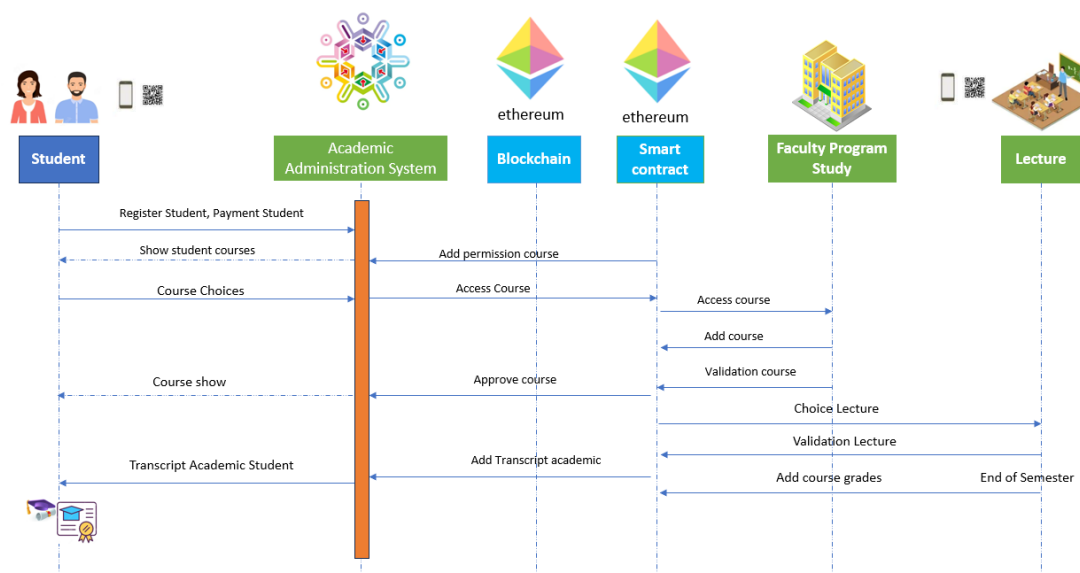 ethereum
ethereum
Student
Academic
Administration System
Blockchain
Smart
contract
Faculty Program
Study
Lecture
Register Student, Payment Student
Show student courses
Add permission course
Course Choices
Access Course
Access course
Add course
Validation course
Course show
Approve course
Choice Lecture
Validation Lecture
Transcript Academic Student
Add Transcript academic
Add course grades
End of Semester